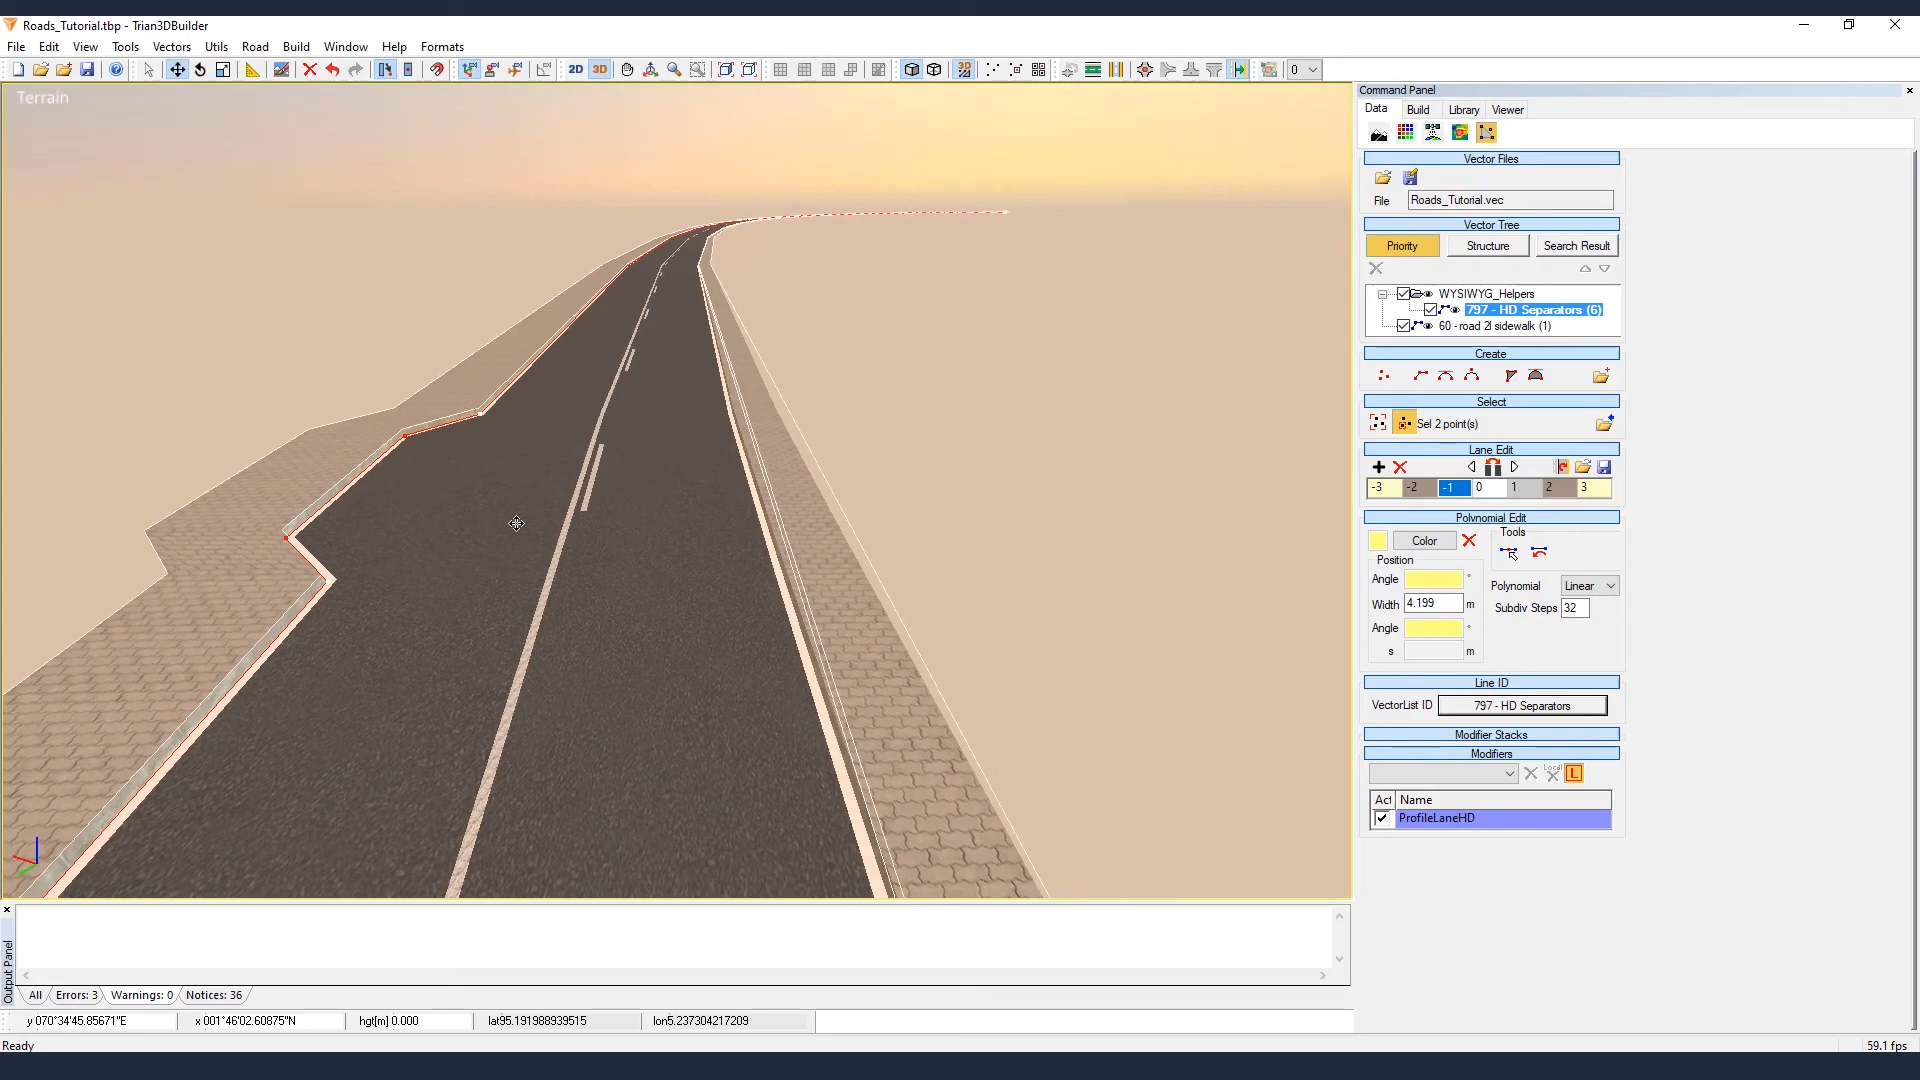 Roads_Tutorial.tbp - Trian3DBuilder
File Edit View Tools Vectors Utils Road Build Window Help Formats
2D 3D 3D 0
Terrain
Command Panel
Data Build Library Viewer
Vector Files
File Roads_Tutorial.vec
Vector Tree
Priority Structure Search Result
WYSIWYG_Helpers
797 - HD Separators (6)
60 - road 2l sidewalk (1)
Create
Select
Sel 2 point(s)
Lane Edit
-3 -2 -1 0 1 2 3
Polynomial Edit
Color Tools
Position
Angle °
Polynomial Linear
Width 4.199 m
Subdiv Steps 32
Angle °
s m
Line ID
VectorList ID 797 - HD Separators
Modifier Stacks
Modifiers
Local L
Act Name
ProfileLaneHD
Output Panel
All Errors: 3 Warnings: 0 Notices: 36
y 070°34'45.85671"E x 001°46'02.60875"N hgt[m] 0.000 lat95.191988939515 lon5.237304217209
Ready 59.1 fps